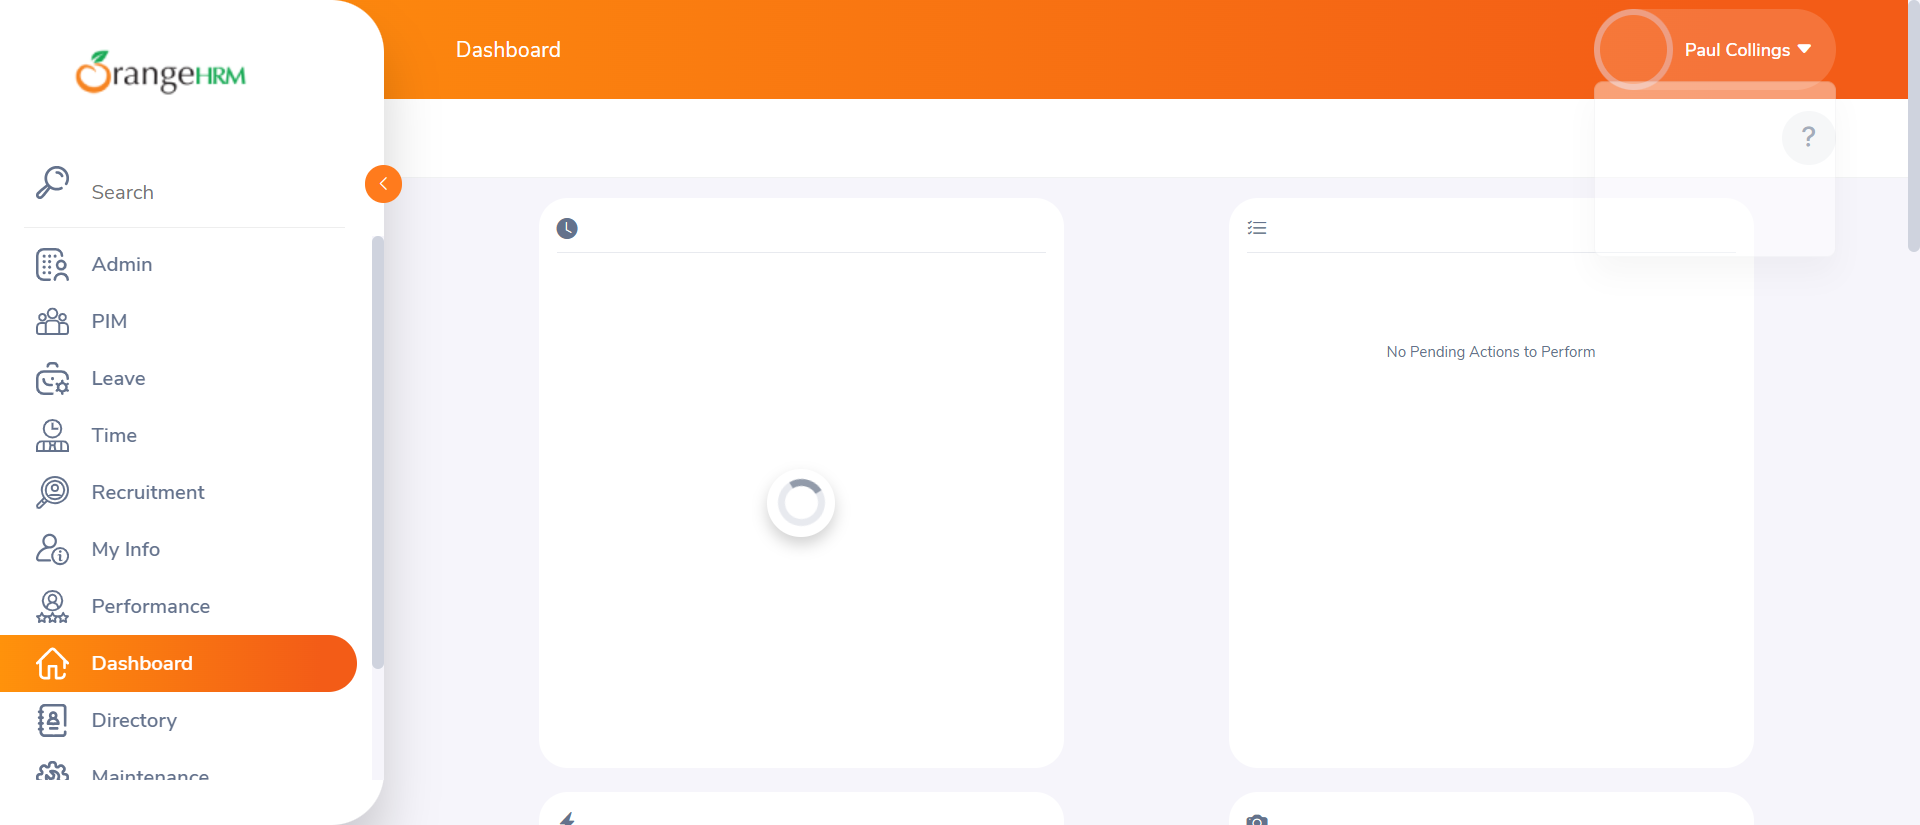 OrangeHRM
Dashboard
Paul Collings
?
Search
Admin
PIM
Leave
Time
Recruitment
My Info
Performance
Dashboard
Directory
Maintenance
No Pending Actions to Perform